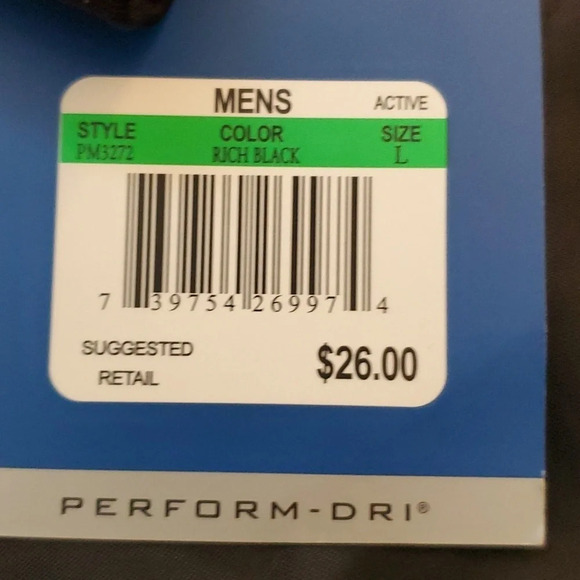 MENS ACTIVE
STYLE COLOR SIZE
PM3272 RICH BLACK L
7 39754 26997 4
SUGGESTED
RETAIL $26.00
PERFORM-DRI®